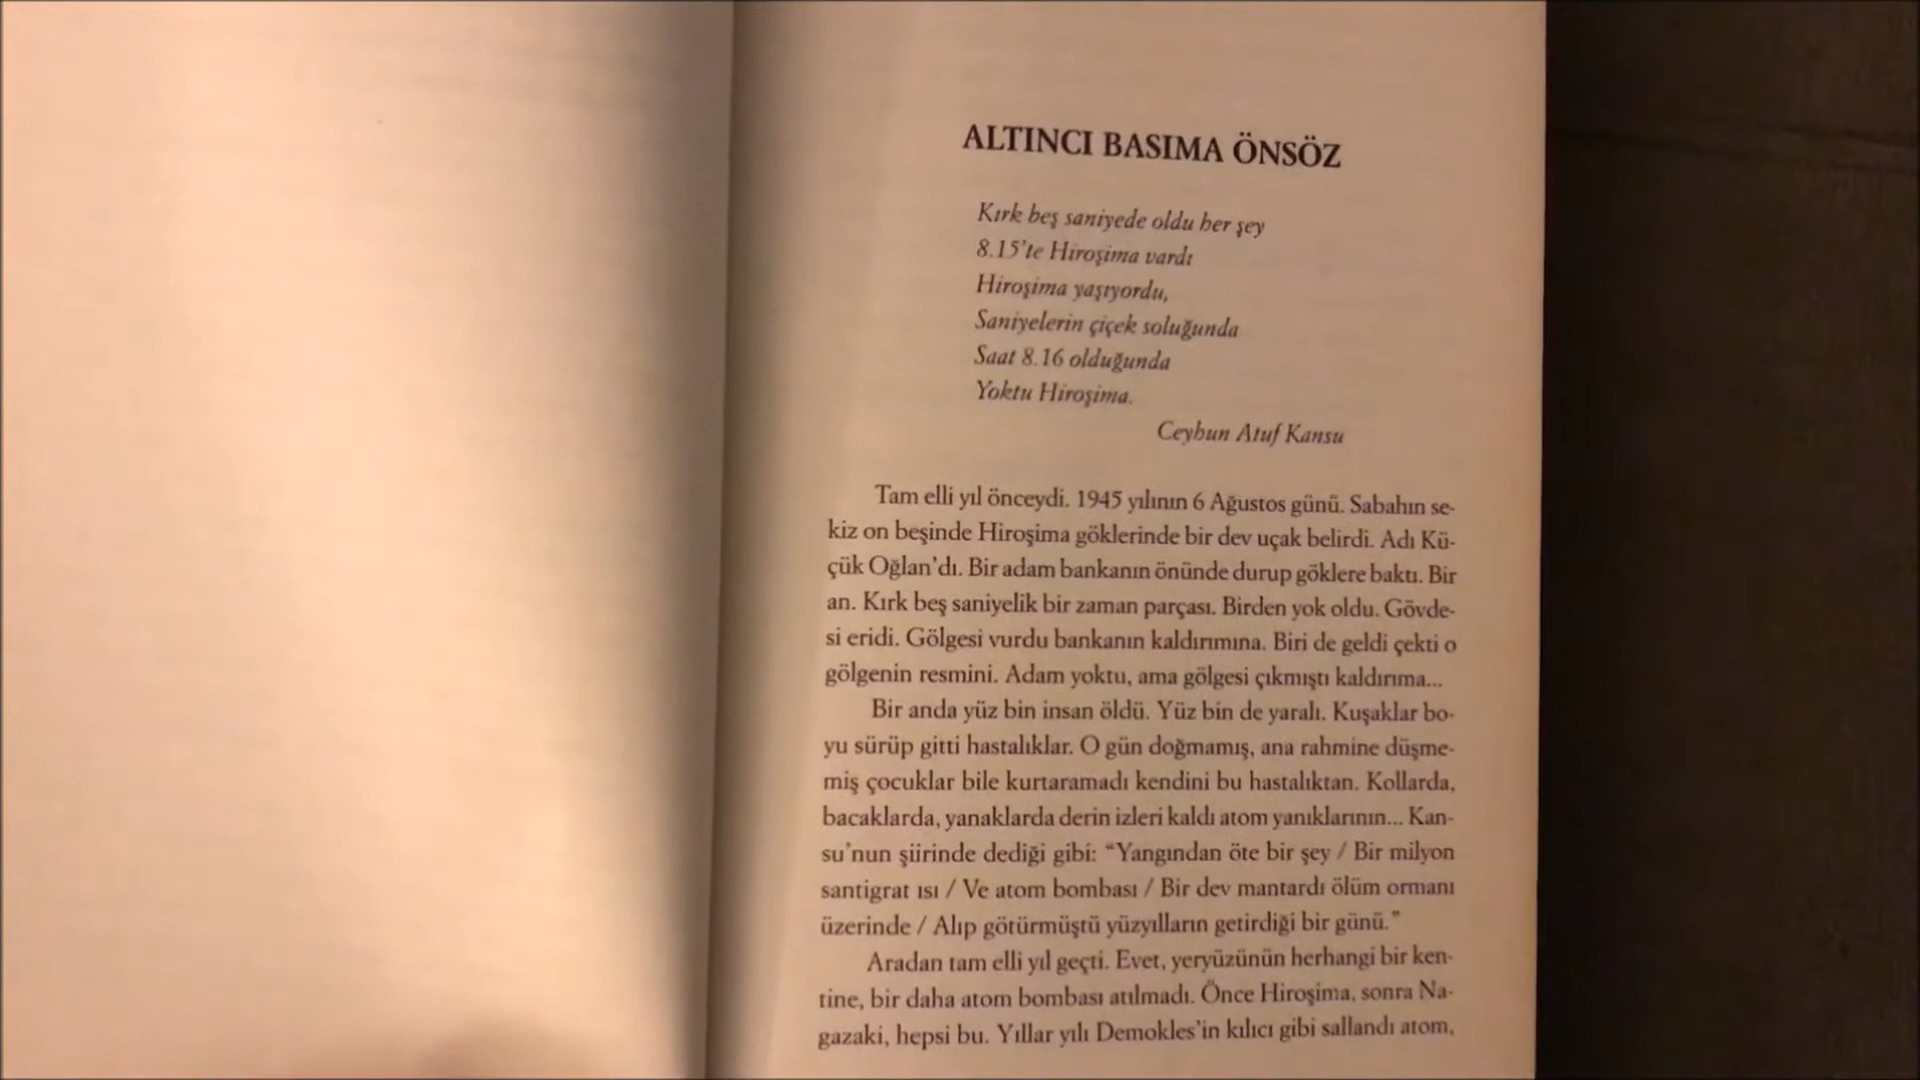 ALTINCI BASIMA ÖNSÖZ
Kırk beş saniyede oldu her şey
8.15'te Hiroşima vardı
Hiroşima yaşıyordu,
Saniyelerin çiçek soluğunda
Saat 8.16 olduğunda
Yoktu Hiroşima.
Ceyhun Atuf Kansu
Tam elli yıl önceydi. 1945 yılının 6 Ağustos günü. Sabahın se-
kiz on beşinde Hiroşima göklerinde bir dev uçak belirdi. Adı Kü-
çük Oğlan'dı. Bir adam bankanın önünde durup göklere baktı. Bir
an. Kırk beş saniyelik bir zaman parçası. Birden yok oldu. Gövde-
si eridi. Gölgesi vurdu bankanın kaldırımına. Biri de geldi çekti o
gölgenin resmini. Adam yoktu, ama gölgesi çıkmıştı kaldırıma...
Bir anda yüz bin insan öldü. Yüz bin de yaralı. Kuşaklar bo-
yu sürüp gitti hastalıklar. O gün doğmamış, ana rahmine düşme-
miş çocuklar bile kurtaramadı kendini bu hastalıktan. Kollarda,
bacaklarda, yanaklarda derin izleri kaldı atom yanıklarının... Kan-
su'nun şiirinde dediği gibi: “Yangından öte bir şey / Bir milyon
santigrat ısı / Ve atom bombası / Bir dev mantardı ölüm ormanı
üzerinde / Alıp götürmüştü yüzyılların getirdiği bir günü.”
Aradan tam elli yıl geçti. Evet, yeryüzünün herhangi bir ken-
tine, bir daha atom bombası atılmadı. Önce Hiroşima, sonra Na-
gazaki, hepsi bu. Yıllar yılı Demokles'in kılıcı gibi sallandı atom,